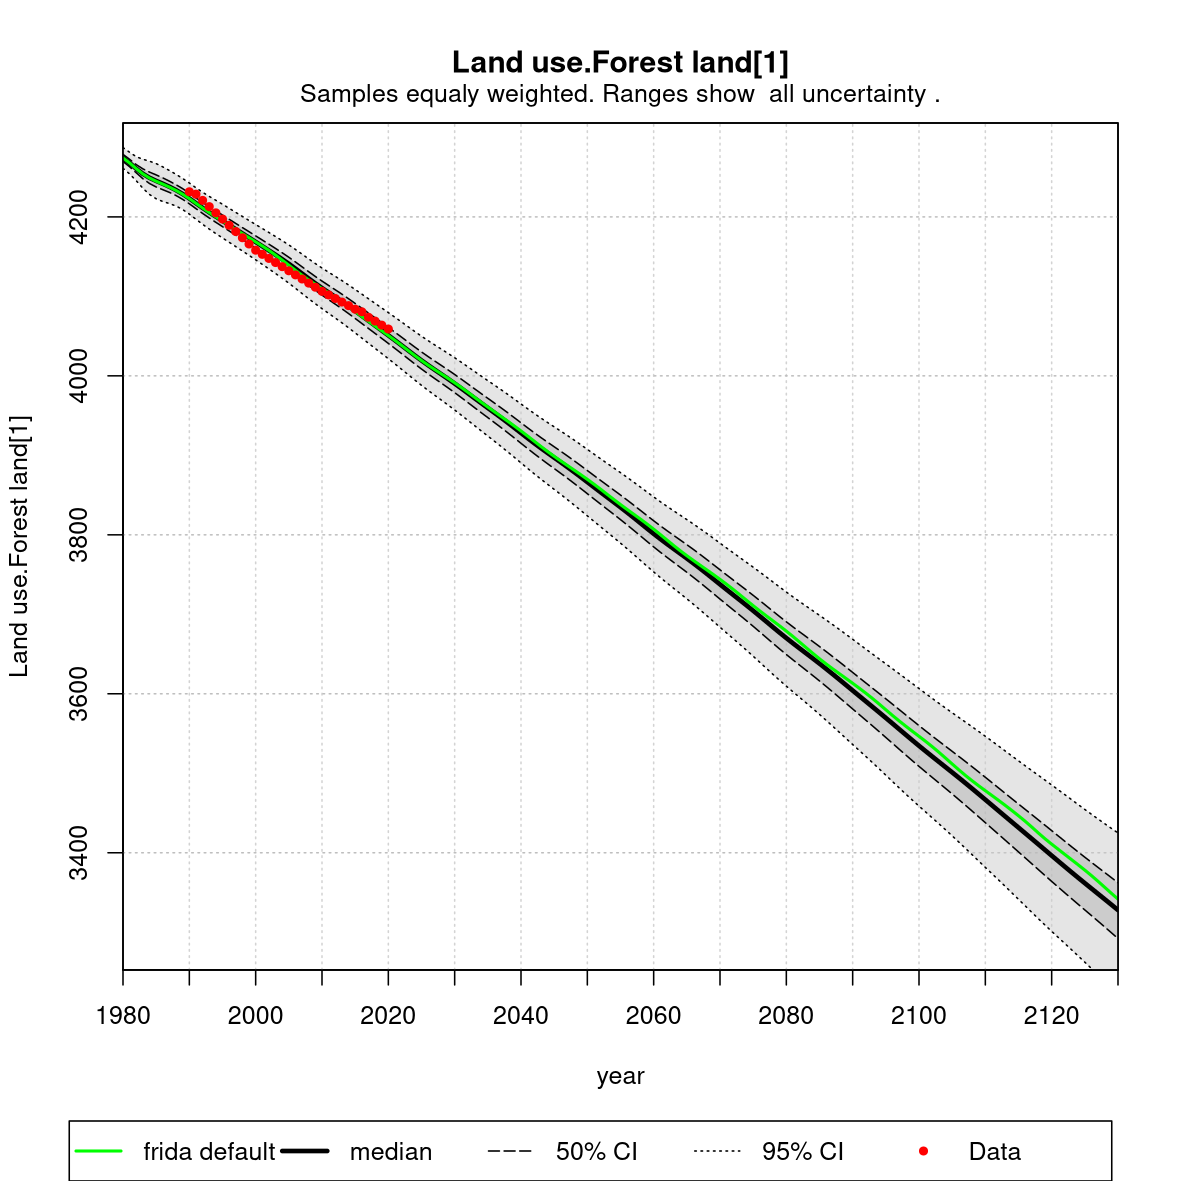 Land use.Forest land[1]
Samples equaly weighted. Ranges show  all uncertainty .
Land use.Forest land[1]
4200
4000
3800
3600
3400
1980 2000 2020 2040 2060 2080 2100 2120
year
frida default median 50% CI 95% CI Data